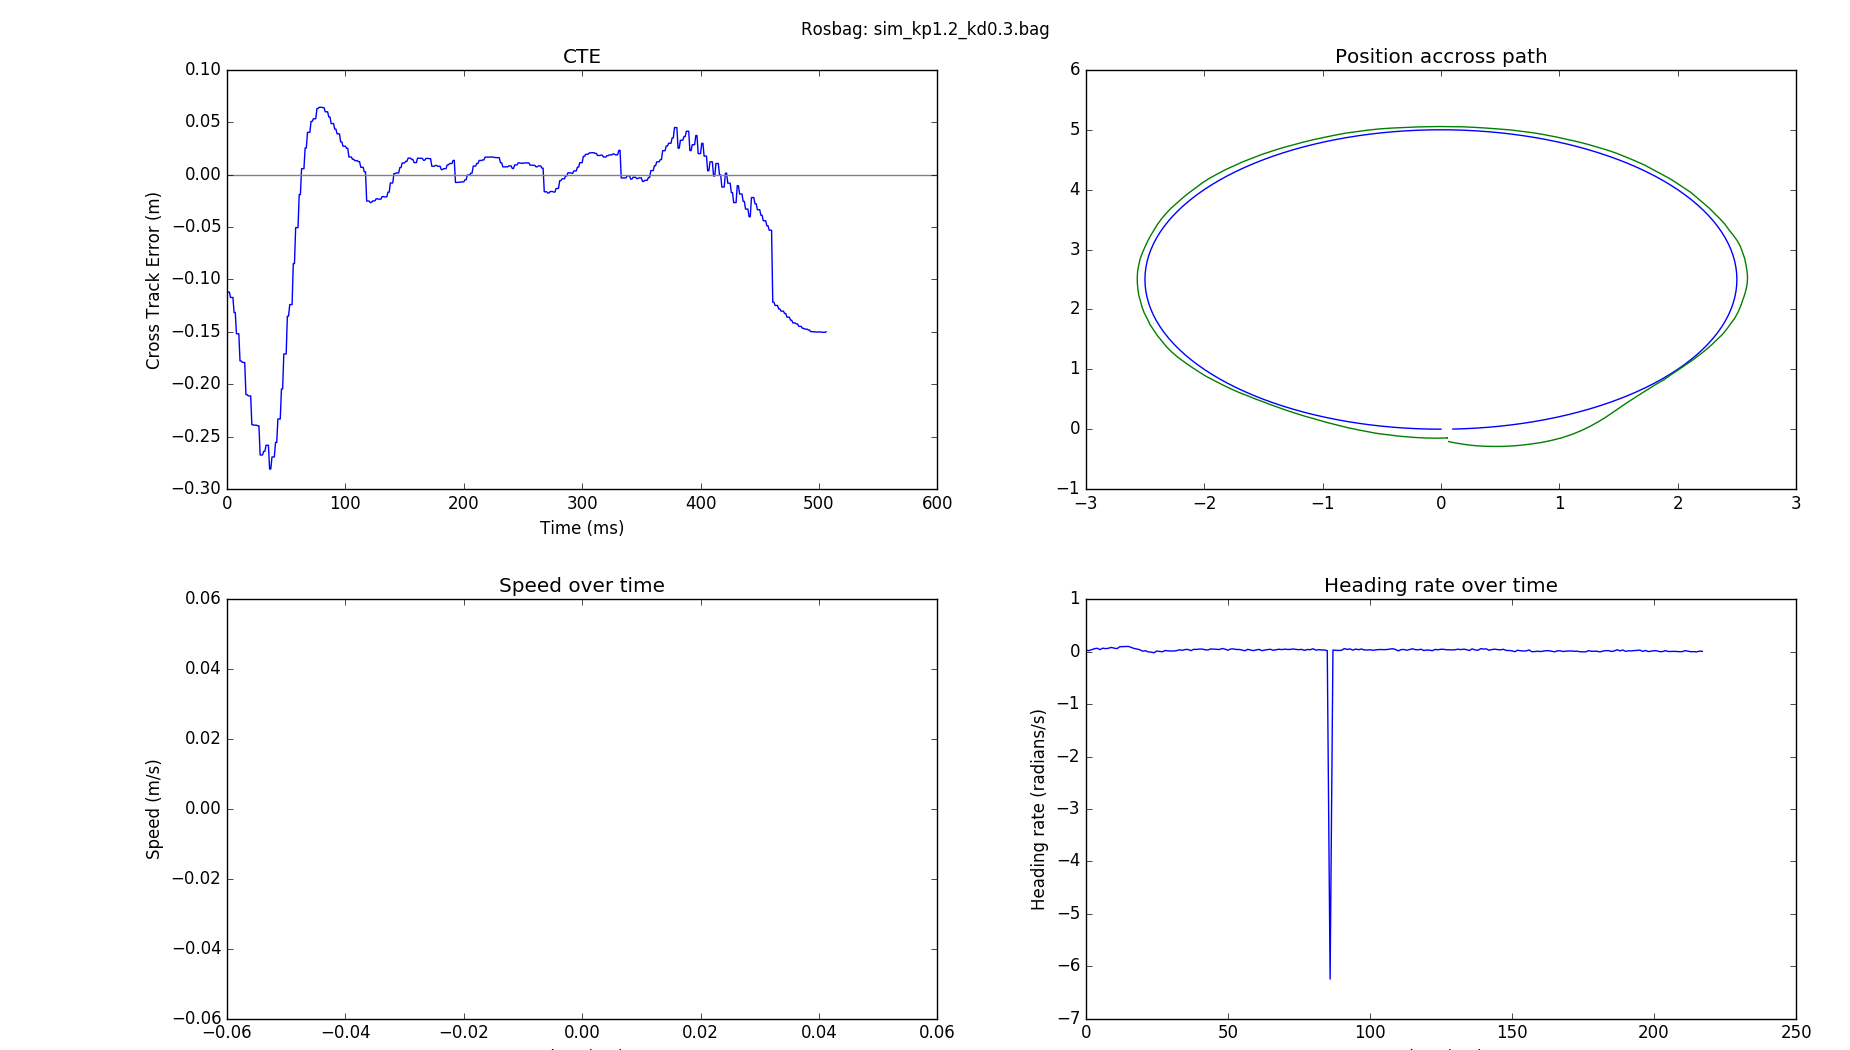 Rosbag: sim_kp1.2_kd0.3.bag
CTE
0.10
0.05
0.00
−0.05
−0.10
−0.15
−0.20
−0.25
−0.30
Cross Track Error (m)
0 100 200 300 400 500 600
Time (ms)
Position accross path
6
5
4
3
2
1
0
−1
−3 −2 −1 0 1 2 3
Speed over time
0.06
0.04
0.02
0.00
−0.02
−0.04
−0.06
Speed (m/s)
−0.06 −0.04 −0.02 0.00 0.02 0.04 0.06
Heading rate over time
1
0
−1
−2
−3
−4
−5
−6
−7
Heading rate (radians/s)
0 50 100 150 200 250